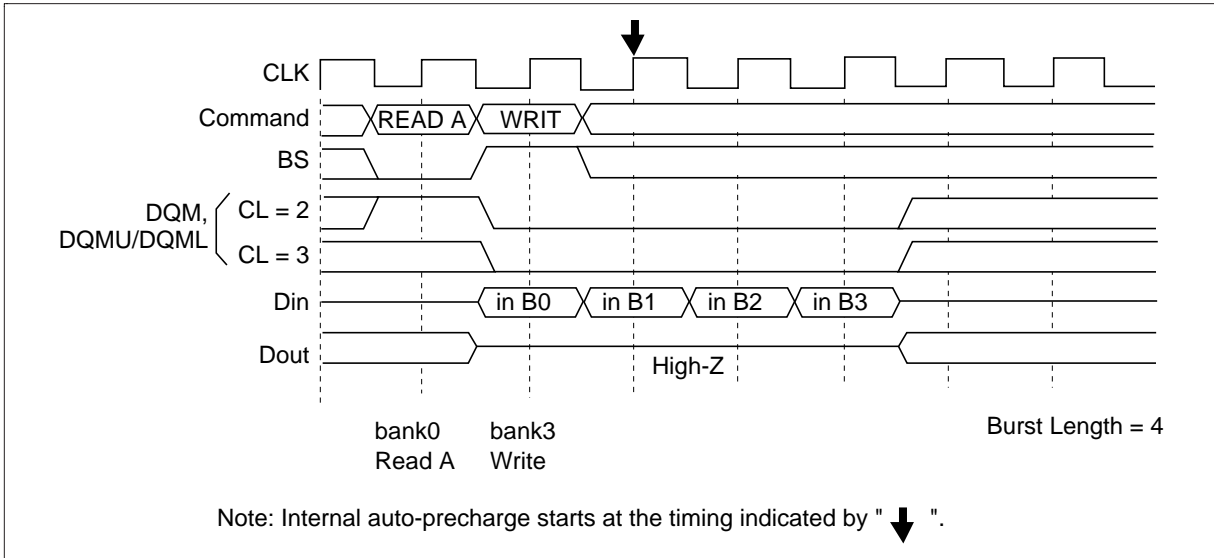 CLK
Command READ A WRIT
BS
DQM,
DQMU/DQML
CL = 2
CL = 3
Din in B0 in B1 in B2 in B3
Dout High-Z
bank0 bank3 Burst Length = 4
Read A Write
Note: Internal auto-precharge starts at the timing indicated by " ".